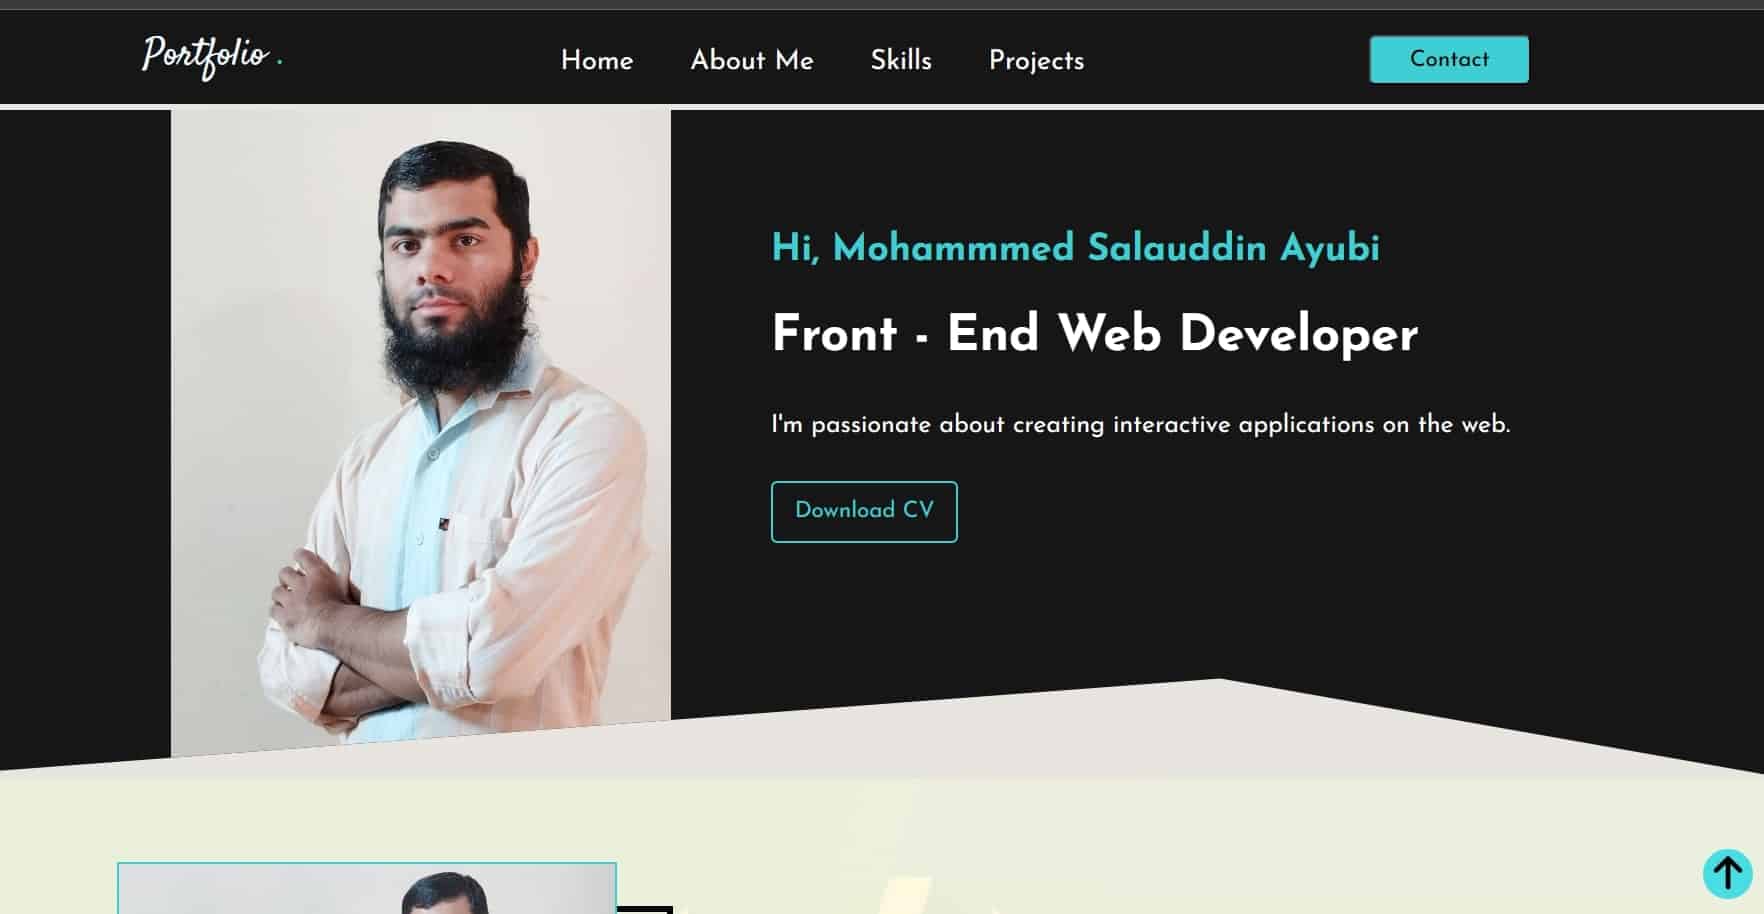 Portfolio .
Home About Me Skills Projects
Contact
Hi, Mohammmed Salauddin Ayubi
Front - End Web Developer
I'm passionate about creating interactive applications on the web.
Download CV